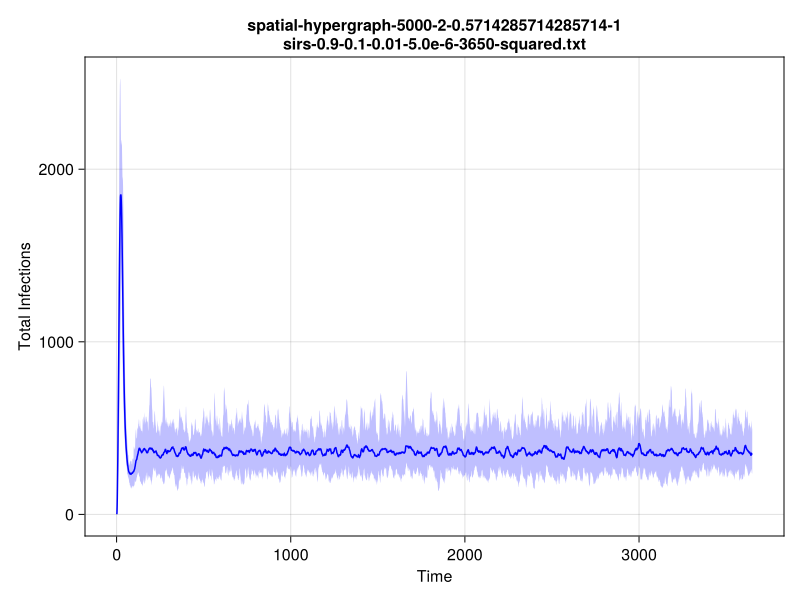 spatial-hypergraph-5000-2-0.5714285714285714-1
sirs-0.9-0.1-0.01-5.0e-6-3650-squared.txt
Total Infections
2000
1000
0
0
1000
2000
3000
Time